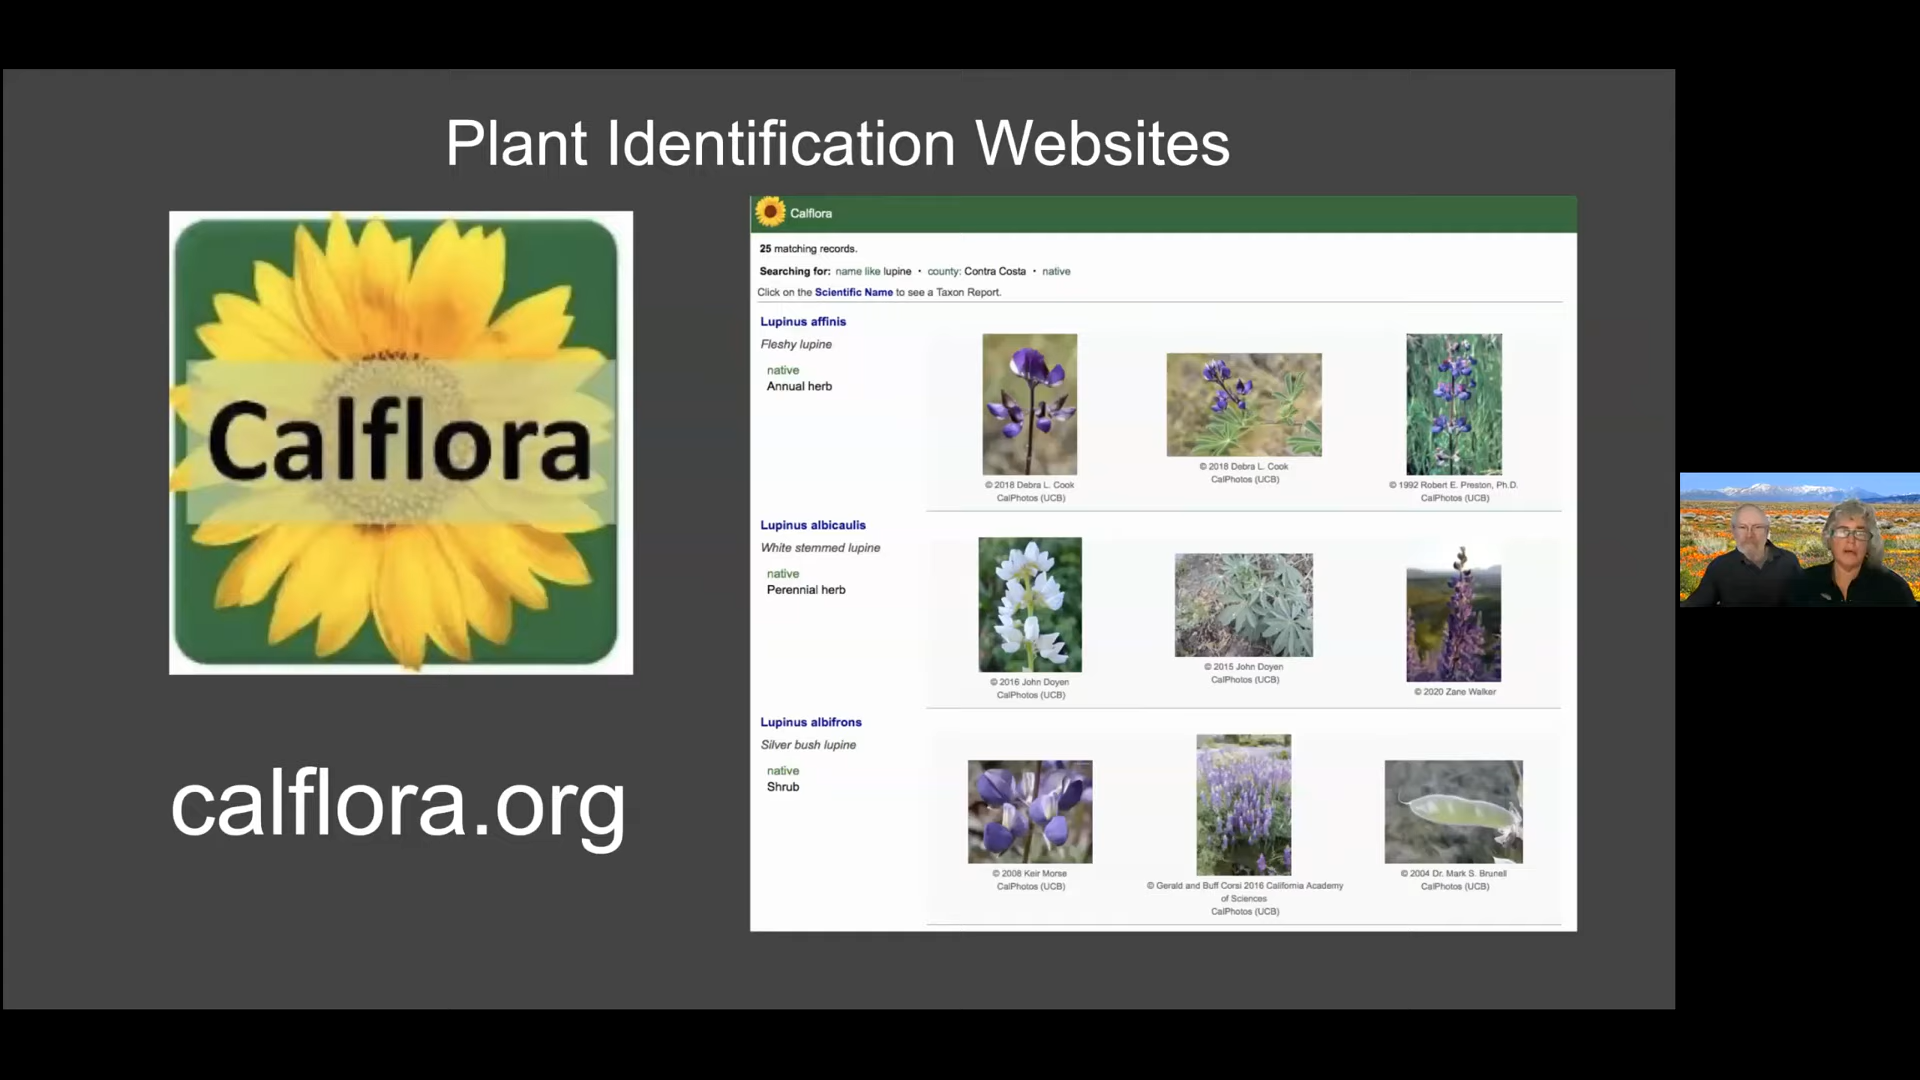 Plant Identification Websites
Calflora
calflora.org
Calflora
25 matching records.
Searching for: name like lupine • county: Contra Costa • native
Click on the Scientific Name to see a Taxon Report.
Lupinus affinis
Fleshy lupine
native
Annual herb
© 2018 Debra L. Cook
CalPhotos (UCB)
© 2018 Debra L. Cook
CalPhotos (UCB)
© 1992 Robert E. Preston, Ph.D.
CalPhotos (UCB)
Lupinus albicaulis
White stemmed lupine
native
Perennial herb
© 2016 John Doyen
CalPhotos (UCB)
© 2015 John Doyen
CalPhotos (UCB)
© 2020 Zane Walker
Lupinus albifrons
Silver bush lupine
native
Shrub
© 2008 Keir Morse
CalPhotos (UCB)
© Gerald and Buff Corsi 2016 California Academy
of Sciences
CalPhotos (UCB)
© 2004 Dr. Mark S. Brunell
CalPhotos (UCB)